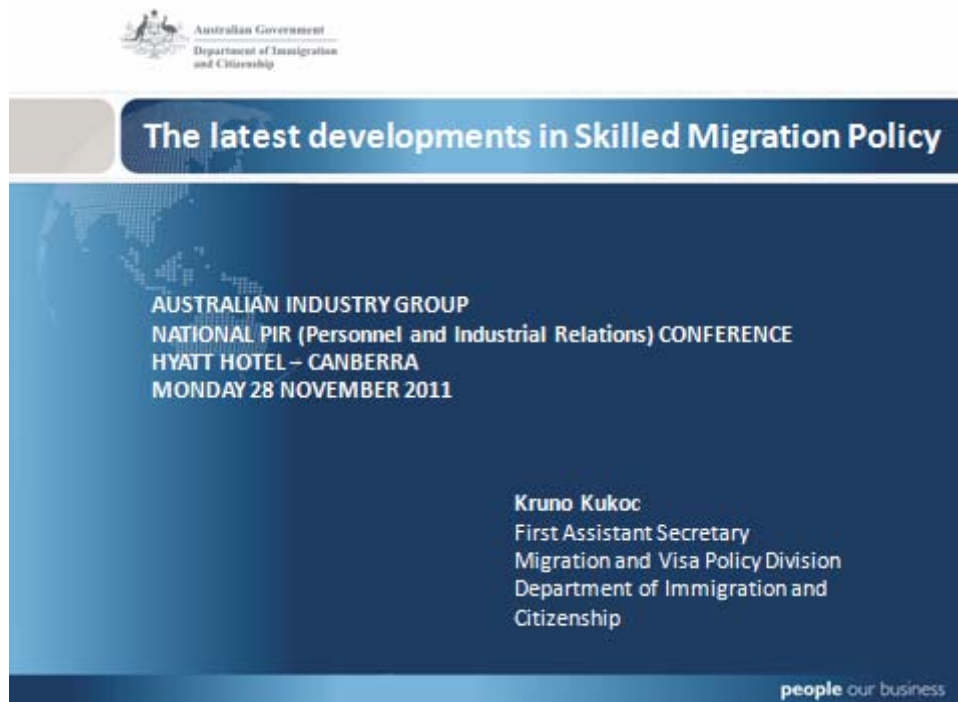 Australian Government
Department of Immigration
and Citizenship
The latest developments in Skilled Migration Policy
AUSTRALIAN INDUSTRY GROUP
NATIONAL PIR (Personnel and Industrial Relations) CONFERENCE
HYATT HOTEL – CANBERRA
MONDAY 28 NOVEMBER 2011
Kruno Kukoc
First Assistant Secretary
Migration and Visa Policy Division
Department of Immigration and
Citizenship
people our business